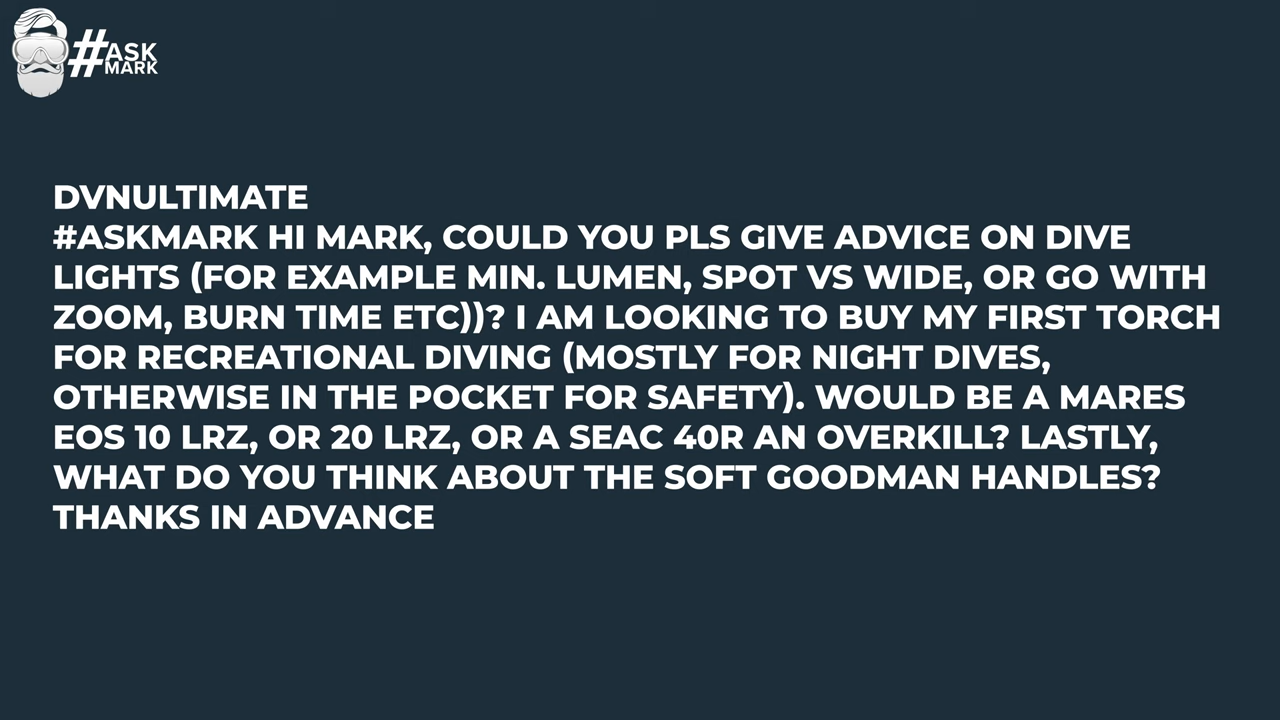 #ASK
MARK
DVNULTIMATE
#ASKMARK HI MARK, COULD YOU PLS GIVE ADVICE ON DIVE
LIGHTS (FOR EXAMPLE MIN. LUMEN, SPOT VS WIDE, OR GO WITH
ZOOM, BURN TIME ETC))? I AM LOOKING TO BUY MY FIRST TORCH
FOR RECREATIONAL DIVING (MOSTLY FOR NIGHT DIVES,
OTHERWISE IN THE POCKET FOR SAFETY). WOULD BE A MARES
EOS 10 LRZ, OR 20 LRZ, OR A SEAC 40R AN OVERKILL? LASTLY,
WHAT DO YOU THINK ABOUT THE SOFT GOODMAN HANDLES?
THANKS IN ADVANCE